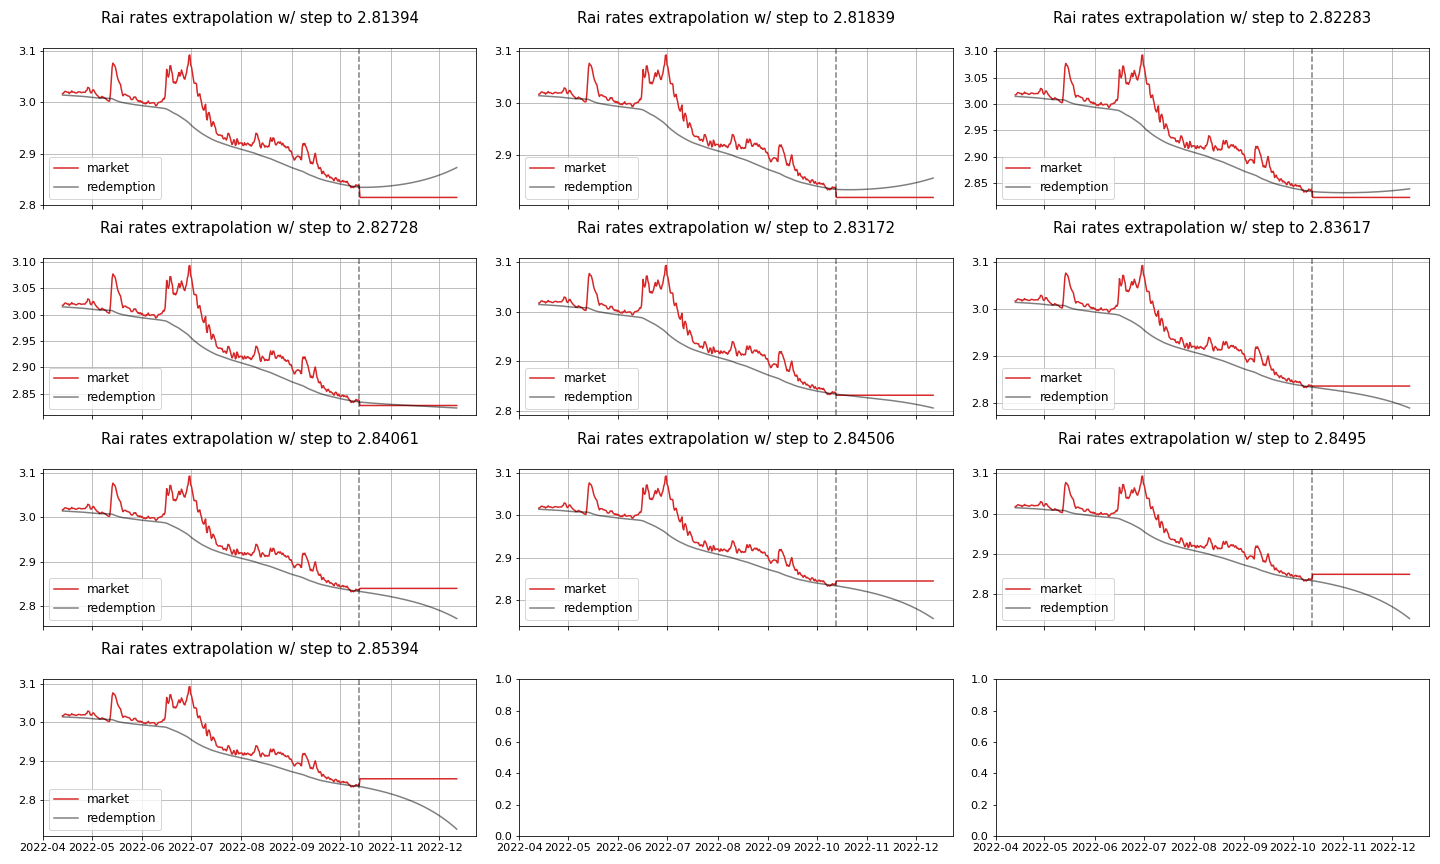 Rai rates extrapolation w/ step to 2.81394
Rai rates extrapolation w/ step to 2.81839
Rai rates extrapolation w/ step to 2.82283
3.1
3.0
2.9
2.8
market
redemption
3.1
3.0
2.9
market
redemption
3.10
3.05
3.00
2.95
2.90
2.85
market
redemption
Rai rates extrapolation w/ step to 2.82728
Rai rates extrapolation w/ step to 2.83172
Rai rates extrapolation w/ step to 2.83617
3.10
3.05
3.00
2.95
2.90
2.85
market
redemption
3.1
3.0
2.9
2.8
market
redemption
3.1
3.0
2.9
2.8
market
redemption
Rai rates extrapolation w/ step to 2.84061
Rai rates extrapolation w/ step to 2.84506
Rai rates extrapolation w/ step to 2.8495
3.1
3.0
2.9
2.8
market
redemption
3.1
3.0
2.9
2.8
market
redemption
3.1
3.0
2.9
2.8
market
redemption
Rai rates extrapolation w/ step to 2.85394
3.1
3.0
2.9
2.8
market
redemption
2022-04 2022-05 2022-06 2022-07 2022-08 2022-09 2022-10 2022-11 2022-12
1.0
0.8
0.6
0.4
0.2
0.0
2022-04 2022-05 2022-06 2022-07 2022-08 2022-09 2022-10 2022-11 2022-12
1.0
0.8
0.6
0.4
0.2
0.0
2022-04 2022-05 2022-06 2022-07 2022-08 2022-09 2022-10 2022-11 2022-12